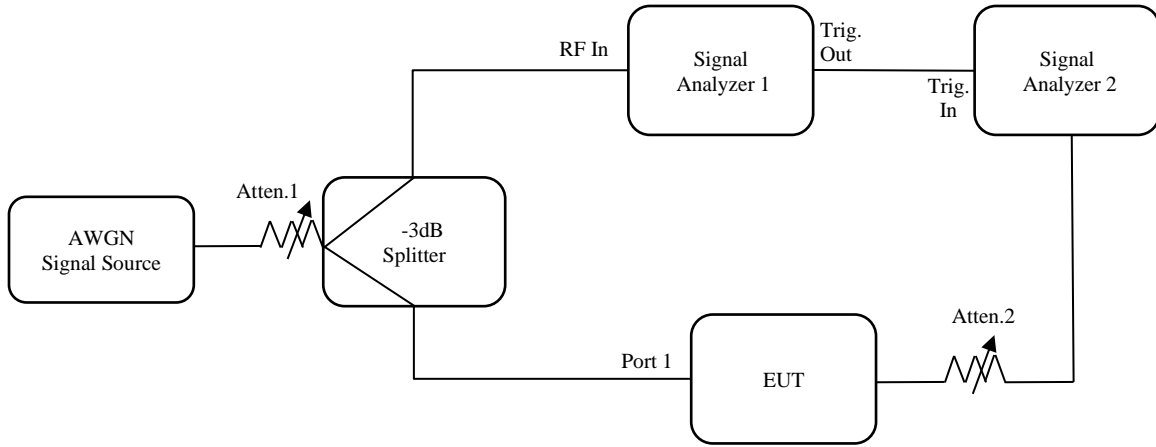 RF In
Signal
Analyzer 1
Trig.
Out
Trig.
In
Signal
Analyzer 2
Atten.1
AWGN
Signal Source
-3dB
Splitter
Port 1
EUT
Atten.2